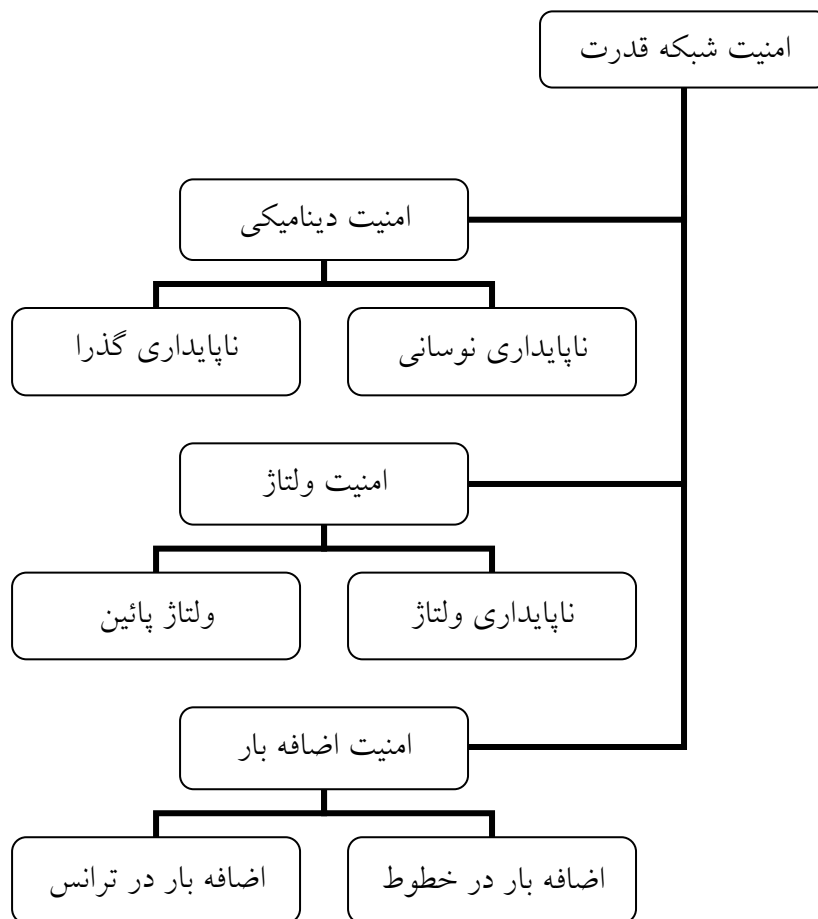 امنیت شبکه قدرت
امنیت دینامیکی
ناپایداری نوسانی
ناپایداری گذرا
امنیت ولتاژ
ناپایداری ولتاژ
ولتاژ پائین
امنیت اضافه بار
اضافه بار در خطوط
اضافه بار در ترانس